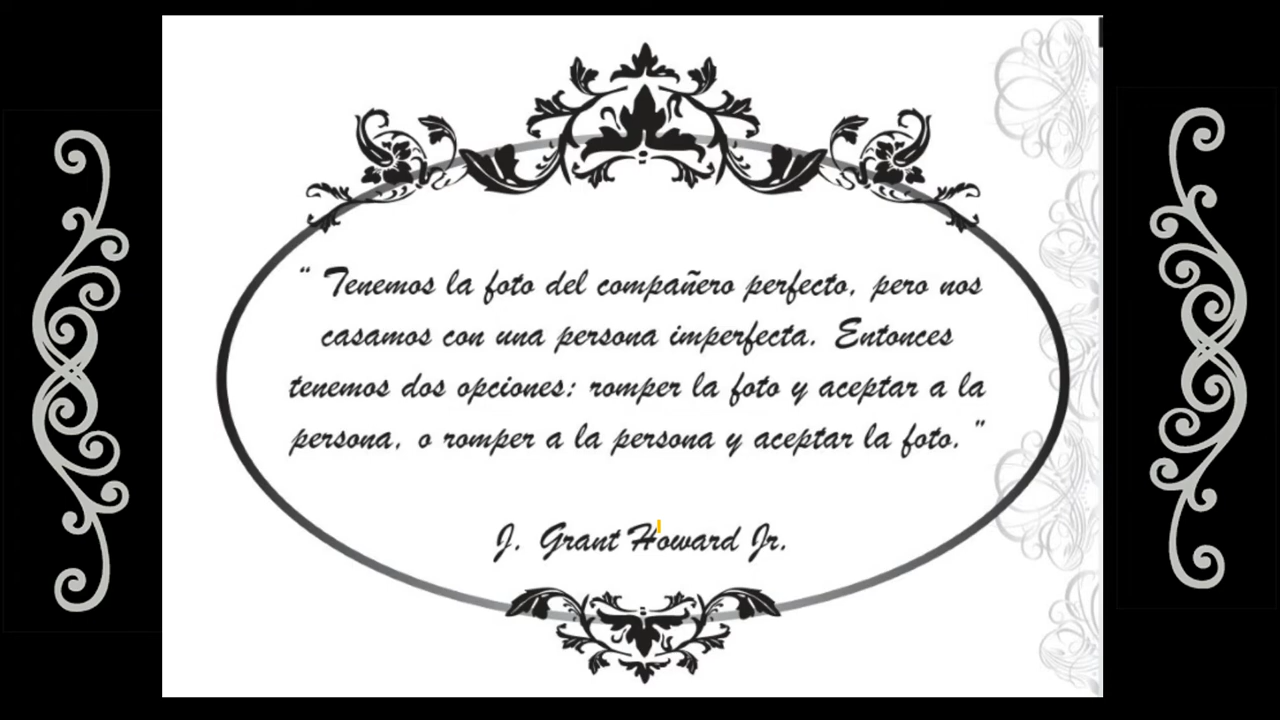 “ Tenemos la foto del compañero perfecto, pero nos
casamos con una persona imperfecta. Entonces
tenemos dos opciones: romper la foto y aceptar a la
persona, o romper a la persona y aceptar la foto. ”
J. Grant Howard Jr.